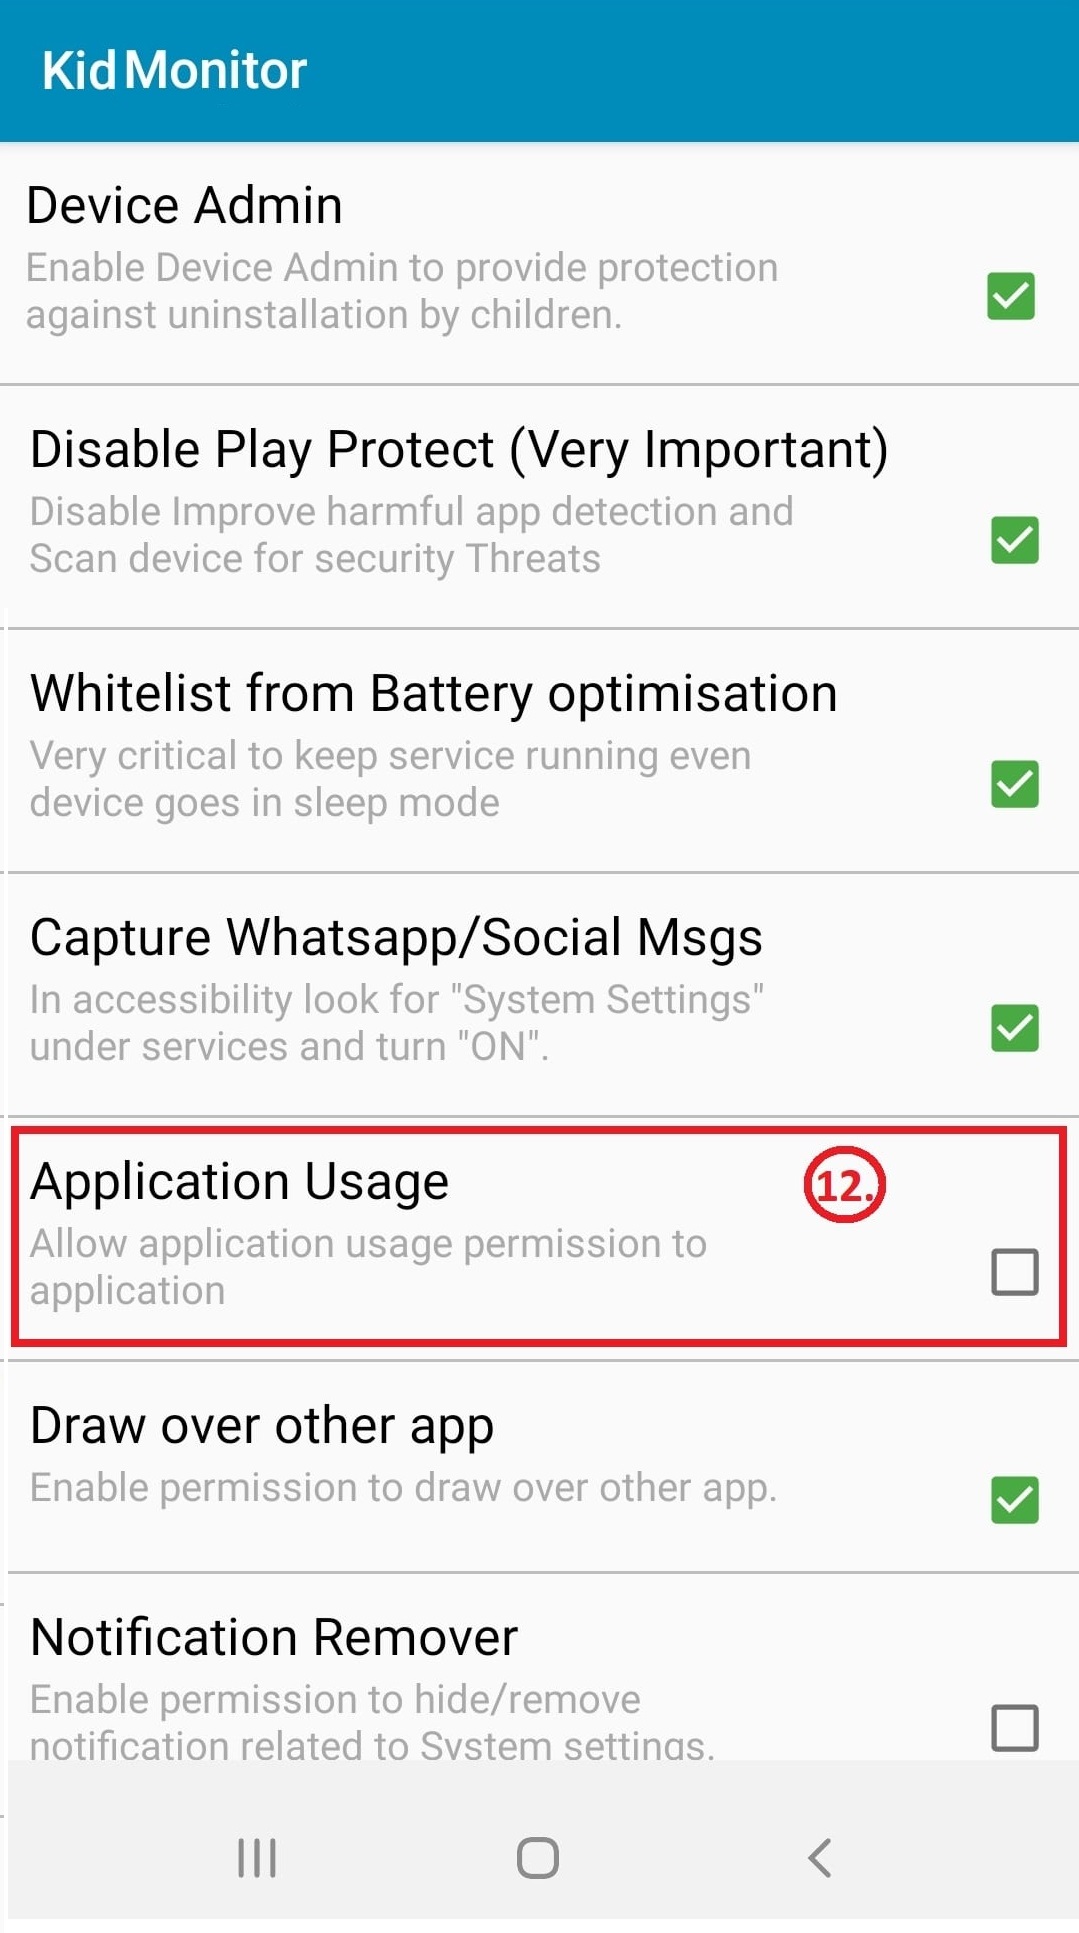 Kid Monitor
Device Admin
Enable Device Admin to provide protection
against uninstallation by children.
Disable Play Protect (Very Important)
Disable Improve harmful app detection and
Scan device for security Threats
Whitelist from Battery optimisation
Very critical to keep service running even
device goes in sleep mode
Capture Whatsapp/Social Msgs
In accessibility look for "System Settings"
under services and turn "ON".
Application Usage
12.
Allow application usage permission to
application
Draw over other app
Enable permission to draw over other app.
Notification Remover
Enable permission to hide/remove
notification related to System settings.